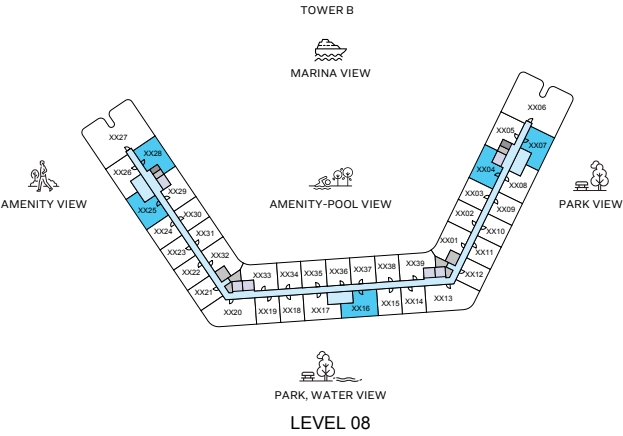 TOWER B
MARINA VIEW
XX06
XX27
XX05
XX07
XX28
XX26
XX04
XX08
XX29
XX03
AMENITY VIEW
AMENITY-POOL VIEW
PARK VIEW
XX25
XX30
XX02
XX09
XX24
XX31
XX01
XX10
XX23
XX32
XX11
XX22
XX33
XX34
XX35
XX36
XX37
XX38
XX39
XX12
XX21
XX20
XX19
XX18
XX17
XX16
XX15
XX14
XX13
PARK, WATER VIEW
LEVEL 08